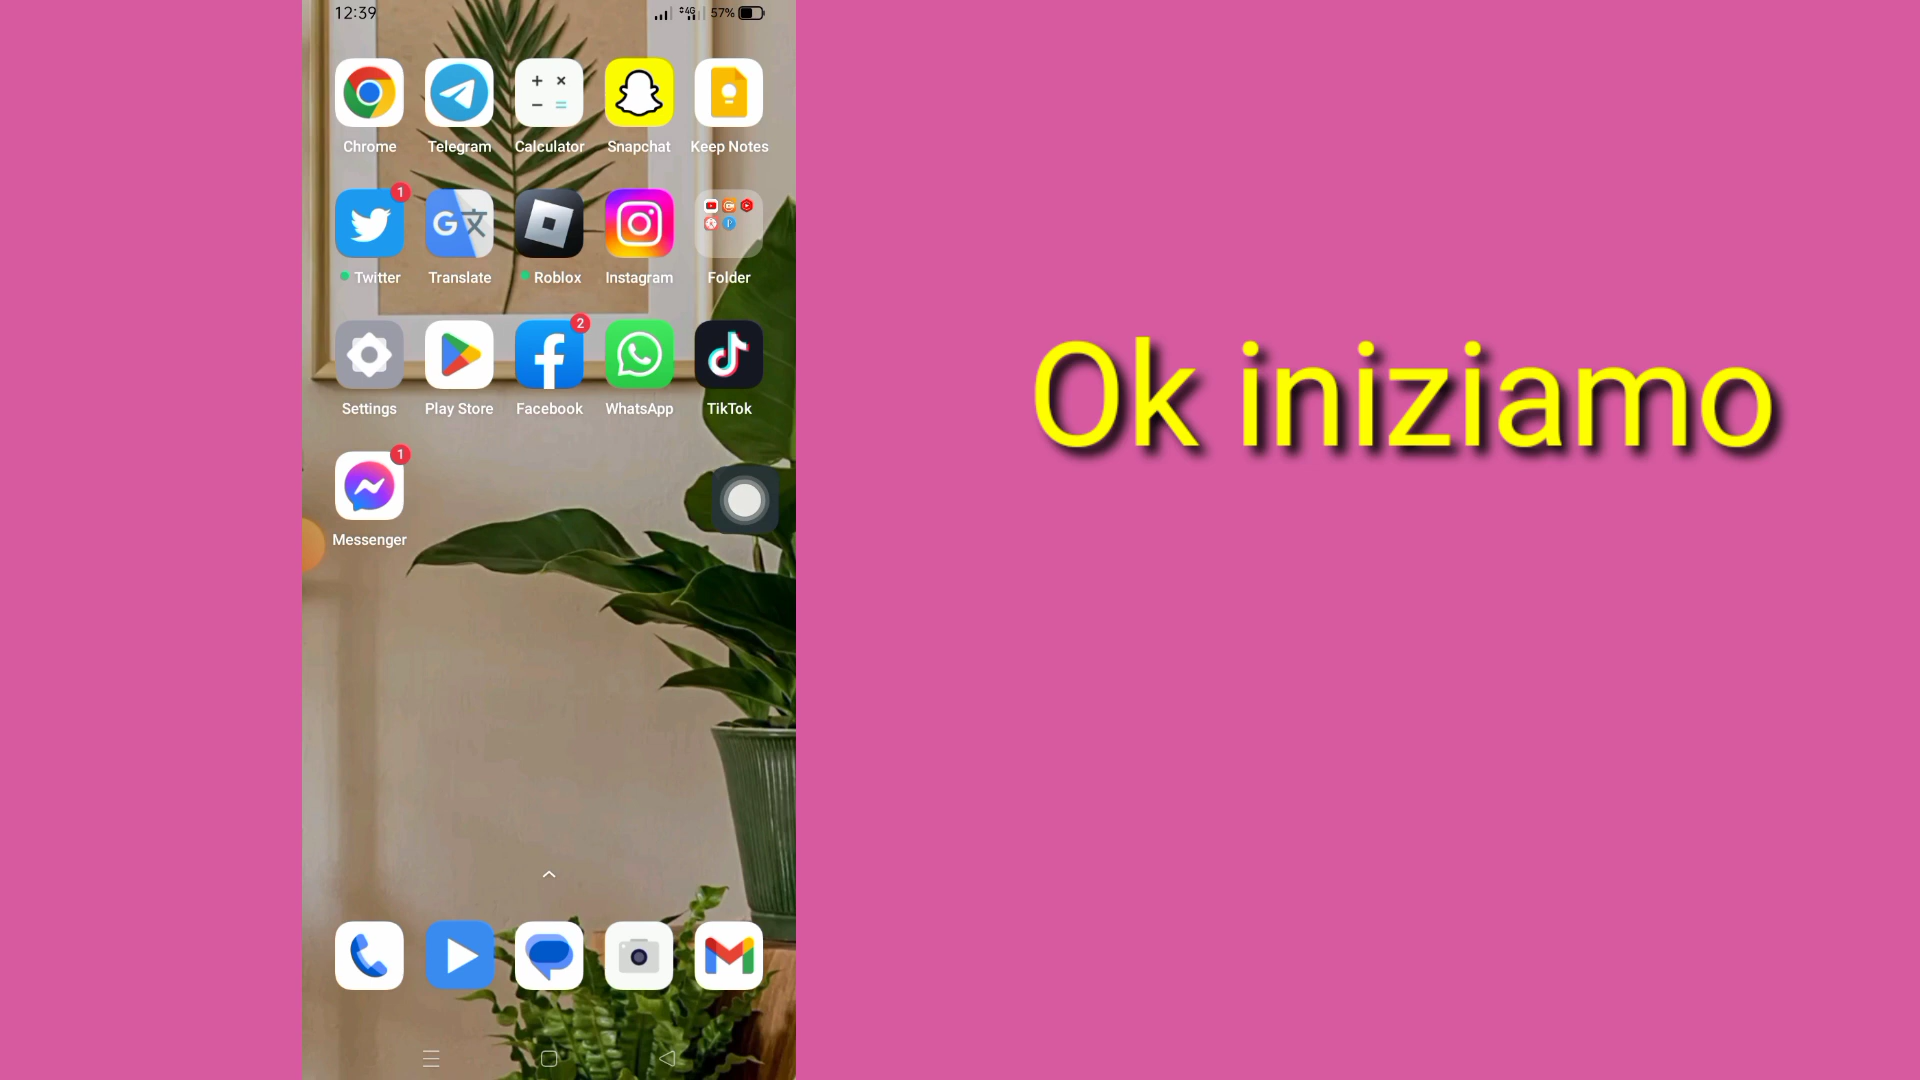 12:39
4G 57%
Chrome Telegram Calculator Snapchat Keep Notes
1
Twitter Translate Roblox Instagram Folder
2
Settings Play Store Facebook WhatsApp TikTok
1
Messenger
Ok iniziamo